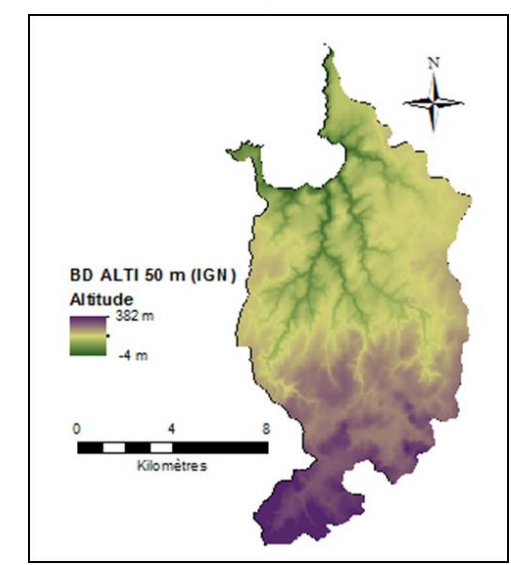 N
BD ALTI 50 m (IGN)
Altitude
382 m
-4 m
0 4 8
Kilomètres